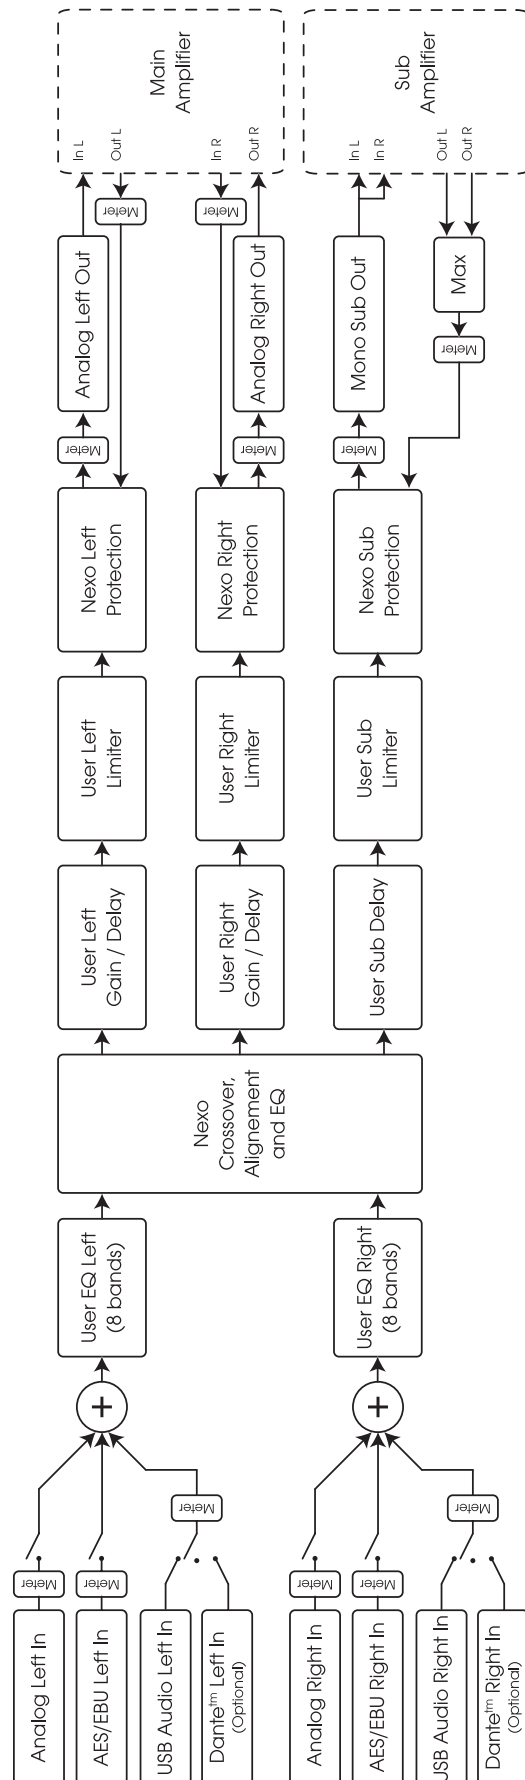 Analog Left In
AES/EBU Left In
USB Audio Left In
Dante™ Left In
(Optional)
Meter
Meter
Meter
+
User EQ Left
(8 bands)
Analog Right In
AES/EBU Right In
USB Audio Right In
Dante™ Right In
(Optional)
Meter
Meter
Meter
+
User EQ Right
(8 bands)
Nexo
Crossover,
Alignement
and EQ
User Left
Gain / Delay
User Left
Limiter
Nexo Left
Protection
Meter
Analog Left Out
Meter
User Right
Gain / Delay
User Right
Limiter
Nexo Right
Protection
Meter
Analog Right Out
Meter
User Sub Delay
User Sub
Limiter
Nexo Sub
Protection
Meter
Mono Sub Out
Meter
Max
In L
Out L
In R
Out R
Main
Amplifier
In L
In R
Out L
Out R
Sub
Amplifier